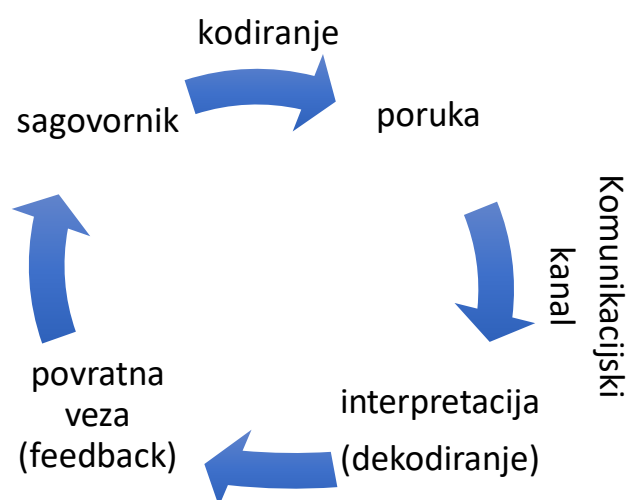 kodiranje
sagovornik
poruka
Komunikacijski
kanal
interpretacija
(dekodiranje)
povratna
veza
(feedback)